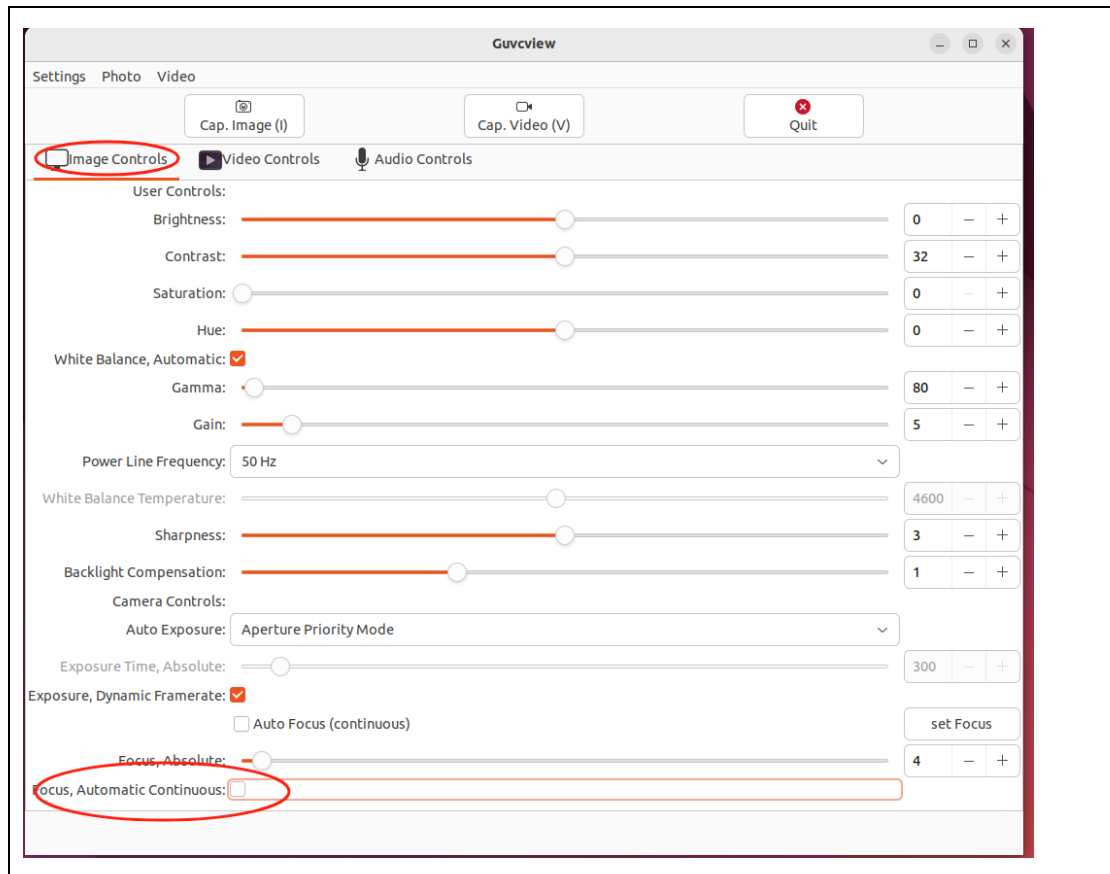 Guvcview
Settings Photo Video
Cap. Image (I) Cap. Video (V) Quit
Image Controls Video Controls Audio Controls
User Controls:
Brightness: 0 − +
Contrast: 32 − +
Saturation: 0 − +
Hue: 0 − +
White Balance, Automatic:
Gamma: 80 − +
Gain: 5 − +
Power Line Frequency: 50 Hz
White Balance Temperature: 4600 − +
Sharpness: 3 − +
Backlight Compensation: 1 − +
Camera Controls:
Auto Exposure: Aperture Priority Mode
Exposure Time, Absolute: 300 − +
Exposure, Dynamic Framerate:
Auto Focus (continuous) set Focus
Focus, Absolute: 4 − +
Focus, Automatic Continuous: